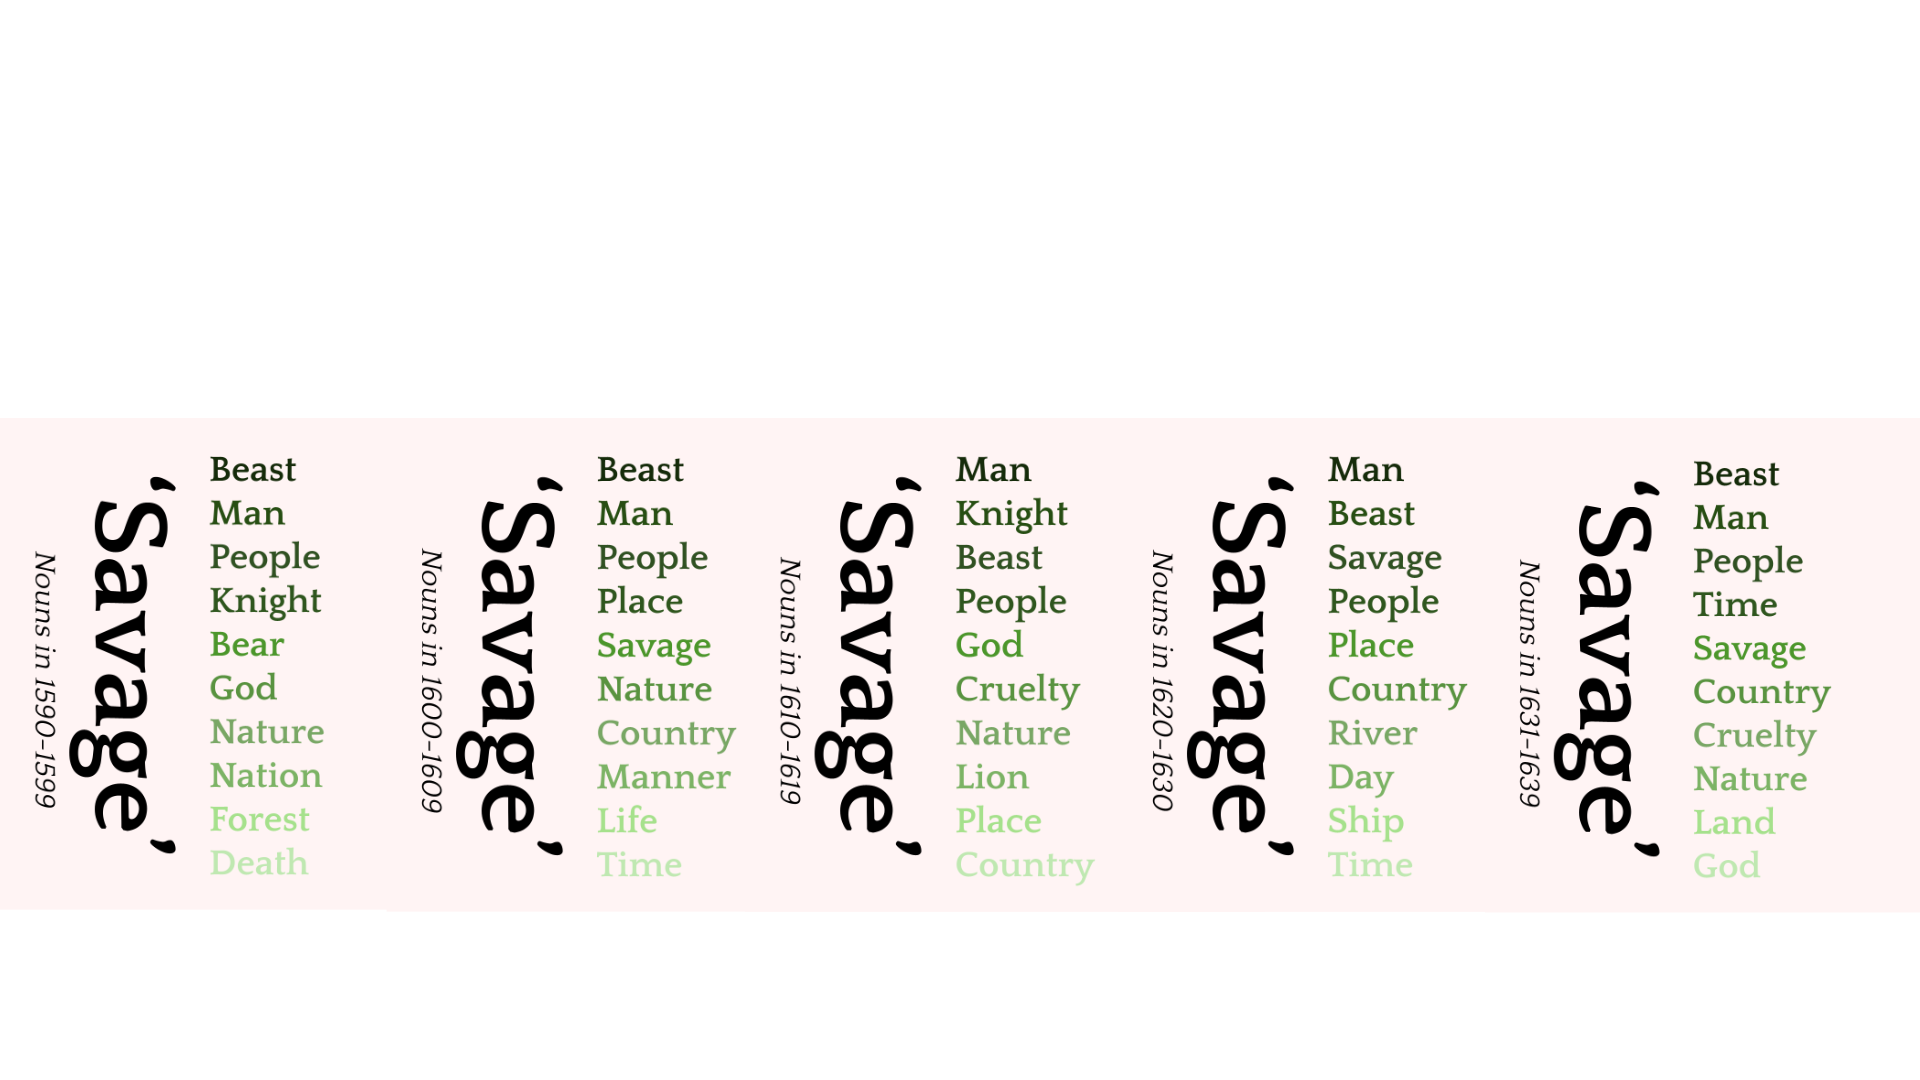 Nouns in 1590-1599
‘Savage’
Beast
Man
People
Knight
Bear
God
Nature
Nation
Forest
Death
Nouns in 1600-1609
‘Savage’
Beast
Man
People
Place
Savage
Nature
Country
Manner
Life
Time
Nouns in 1610-1619
‘Savage’
Man
Knight
Beast
People
God
Cruelty
Nature
Lion
Place
Country
Nouns in 1620-1630
‘Savage’
Man
Beast
Savage
People
Place
Country
River
Day
Ship
Time
Nouns in 1631-1639
‘Savage’
Beast
Man
People
Time
Savage
Country
Cruelty
Nature
Land
God